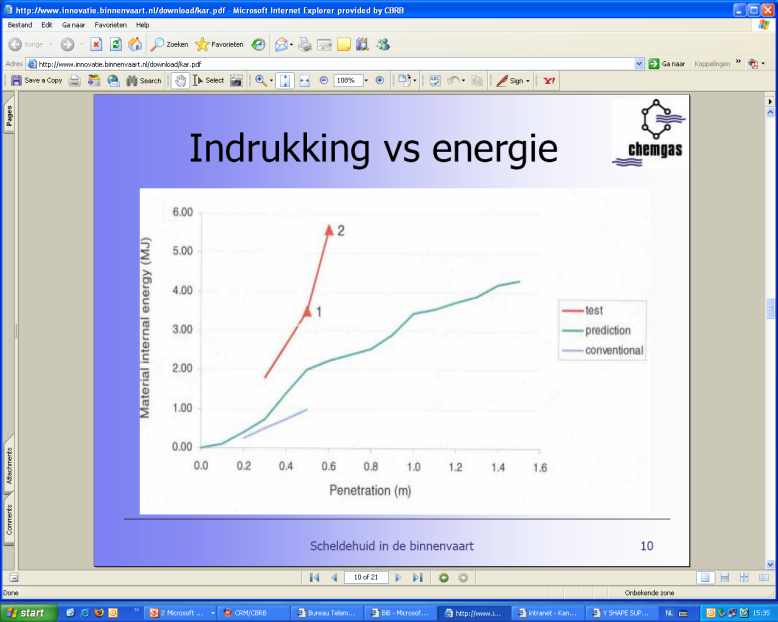 http://www.innovatie.binnenvaart.nl/download/kar.pdf - Microsoft Internet Explorer provided by CBRB
Bestand Edit Ga naar Favorieten Help
Vorige Zoeken Favorieten
Adres http://www.innovatie.binnenvaart.nl/download/kar.pdf Ga naar Koppelingen »
Save a Copy Search Select 108% Sign Y!
Pages
Attachments
Comments
Indrukking vs energie
chemgas
Material internal energy (MJ)
6.00
5.00
4.00
3.00
2.00
1.00
0.00
2
1
test
prediction
conventional
0.0 0.2 0.4 0.6 0.8 1.0 1.2 1.4 1.6
Penetration (m)
Scheldehuid in de binnenvaart 10
10 of 21
Done Onbekende zone
start » 2 Microsoft ... CRM/CBRB Bureau Telem... BiB - Microsof... http://www.i... intranet - Kan... Y SHAPE SUP... NL 15:35